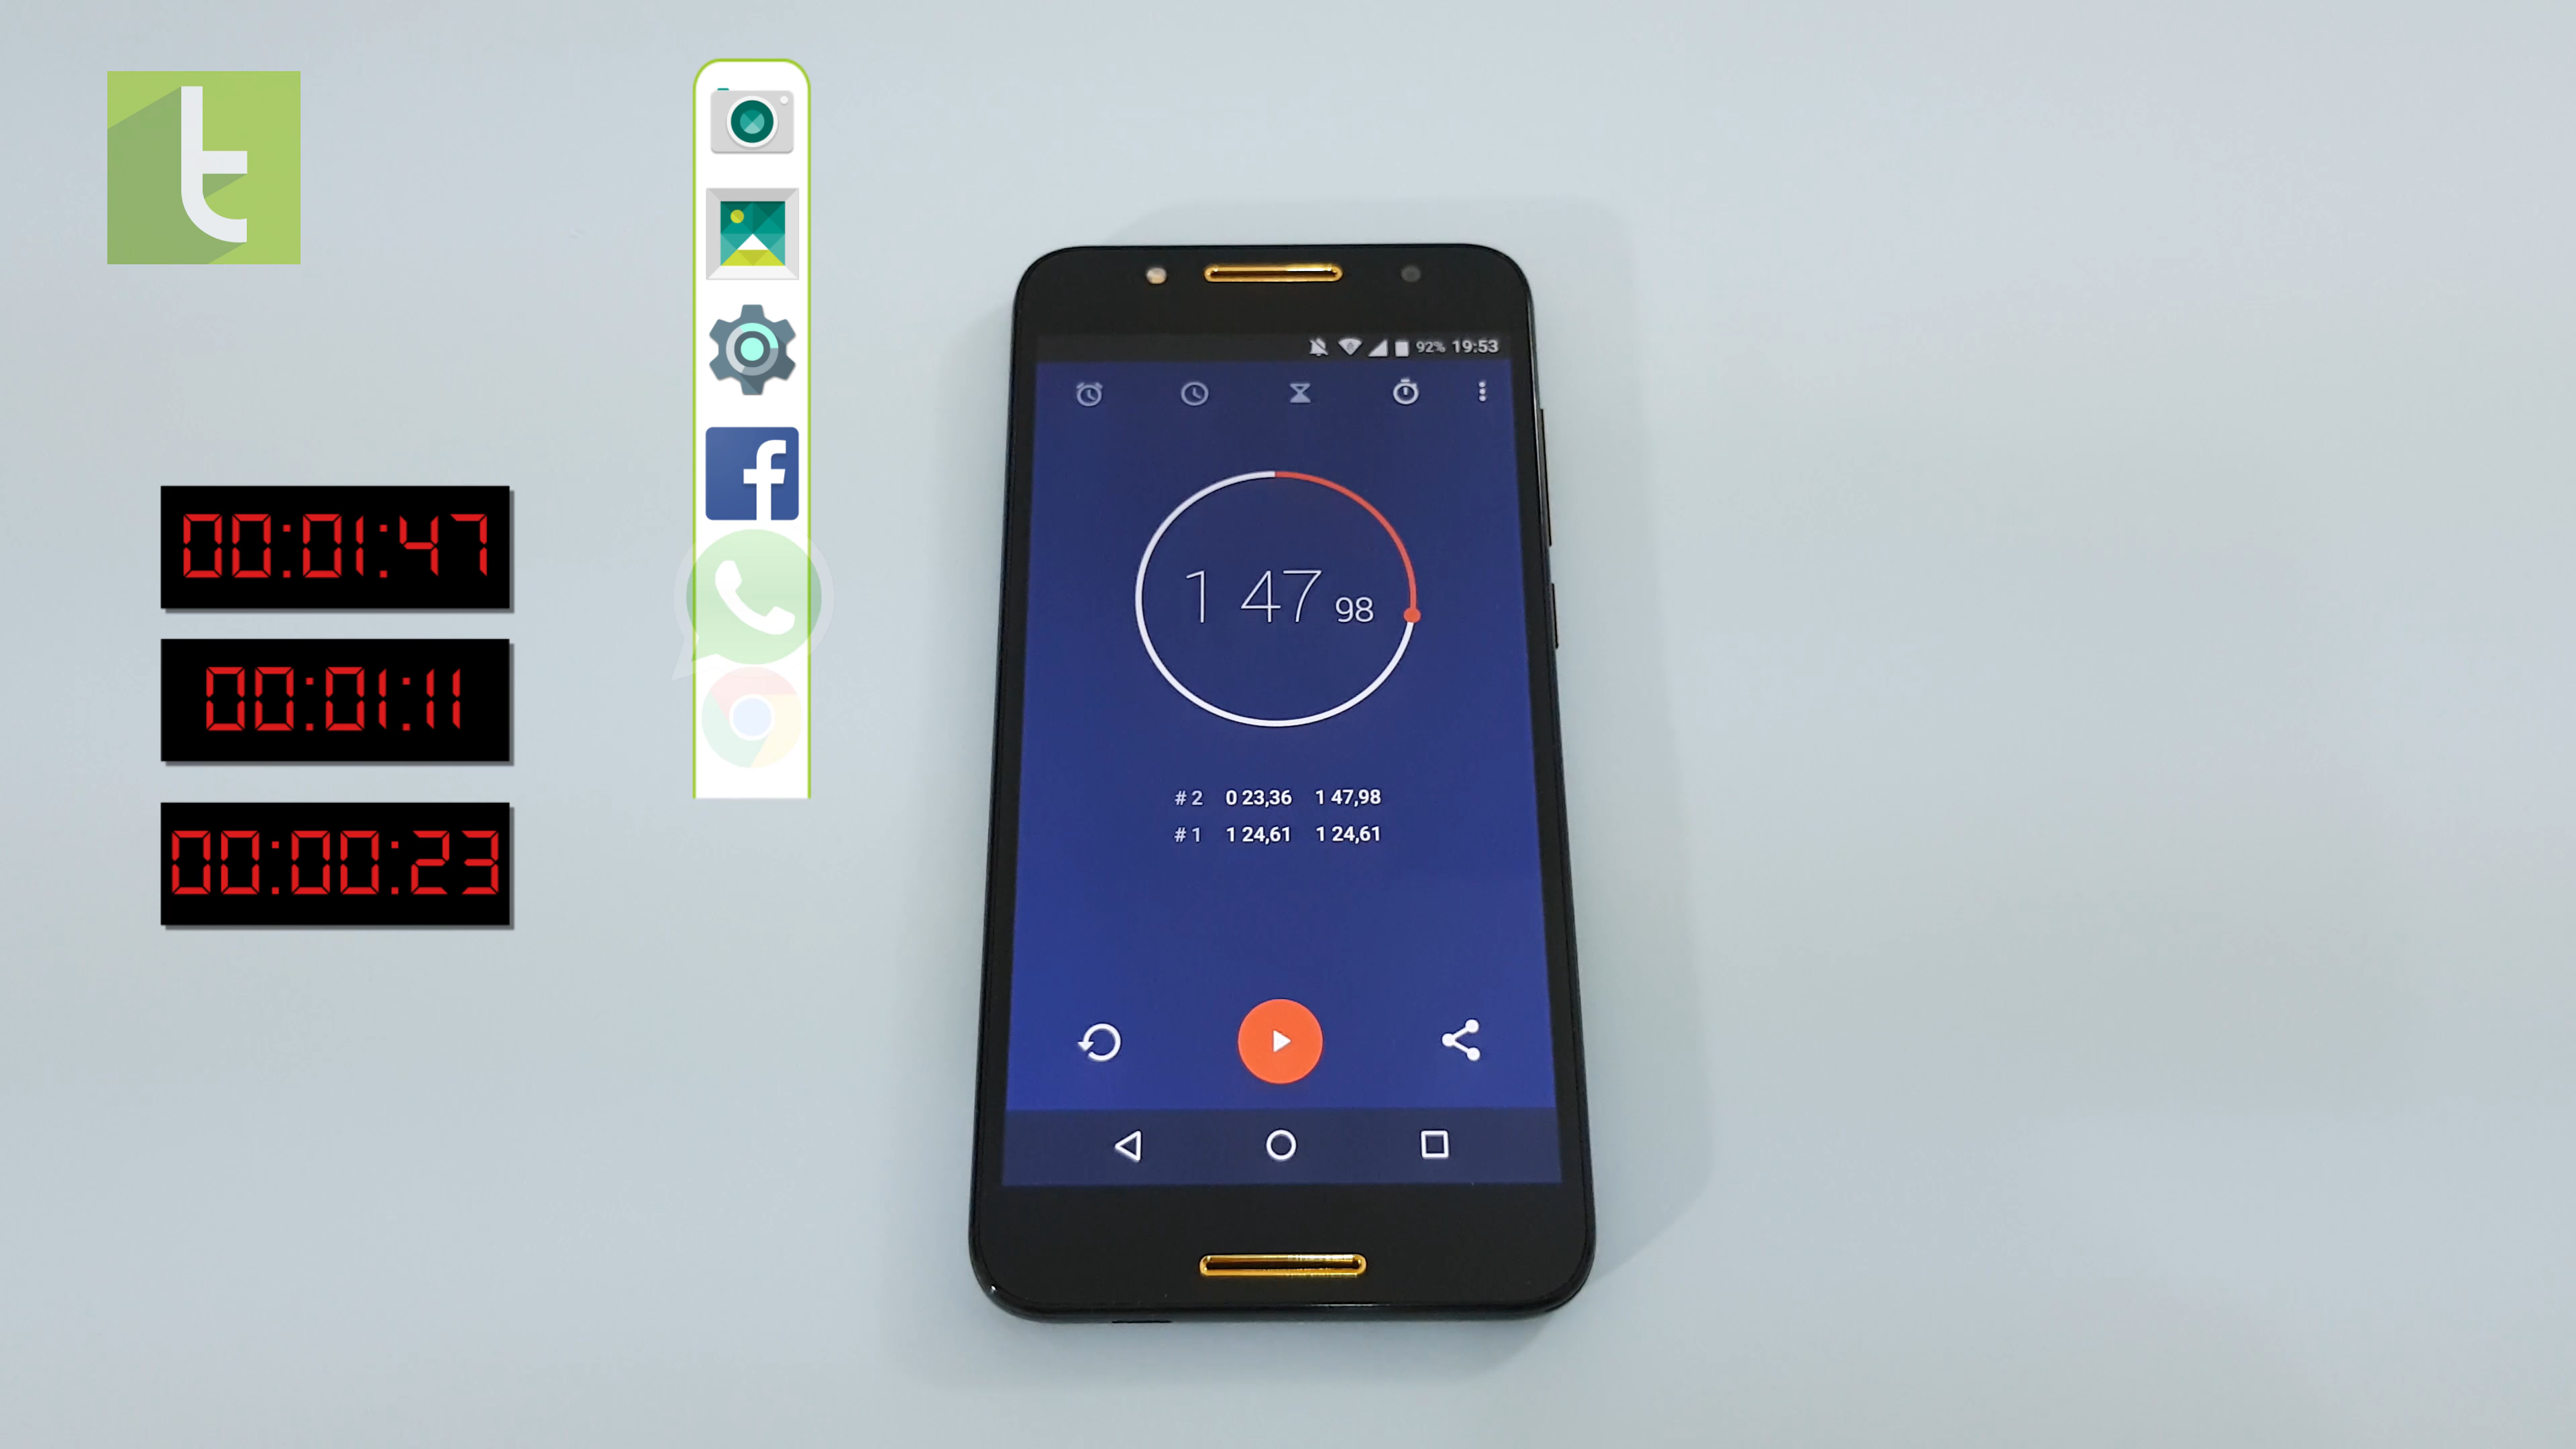 t
00:01:47
00:01:11
00:00:23
f
92% 19:53
1 47 98
# 2 0 23,36 1 47,98
# 1 1 24,61 1 24,61